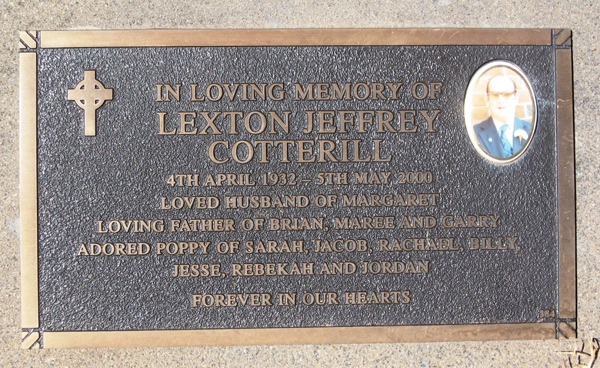 IN LOVING MEMORY OF
LEXTON JEFFREY
COTTERILL
4TH APRIL 1932 – 5TH MAY 2000
LOVED HUSBAND OF MARGARET
LOVING FATHER OF BRIAN, MAREE AND GARRY
ADORED POPPY OF SARAH, JACOB, RACHAEL, BILLY,
JESSE, REBEKAH AND JORDAN
FOREVER IN OUR HEARTS